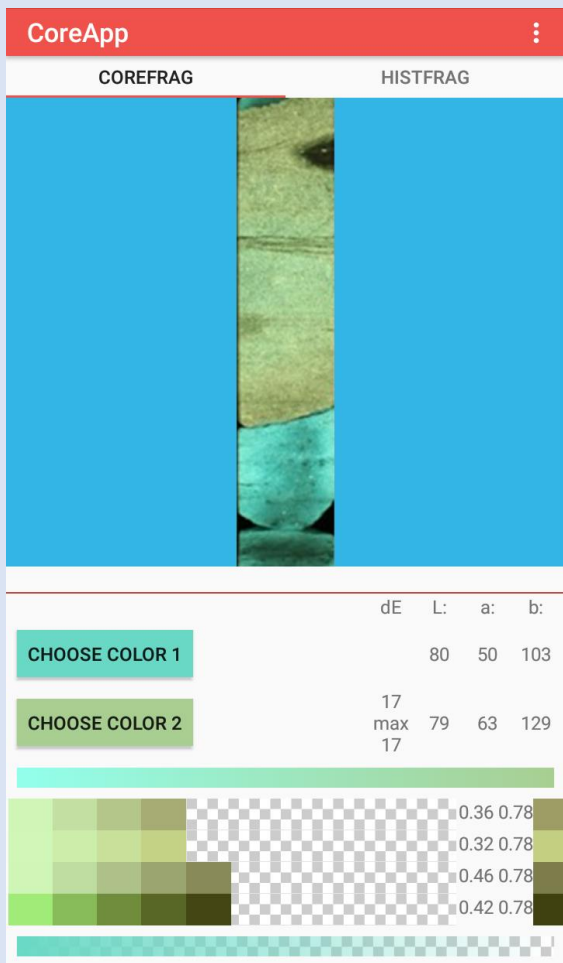 CoreApp
COREFRAG HISTFRAG
dE L: a: b:
CHOOSE COLOR 1 80 50 103
CHOOSE COLOR 2 17 max 17 79 63 129
0.36 0.78
0.32 0.78
0.46 0.78
0.42 0.78